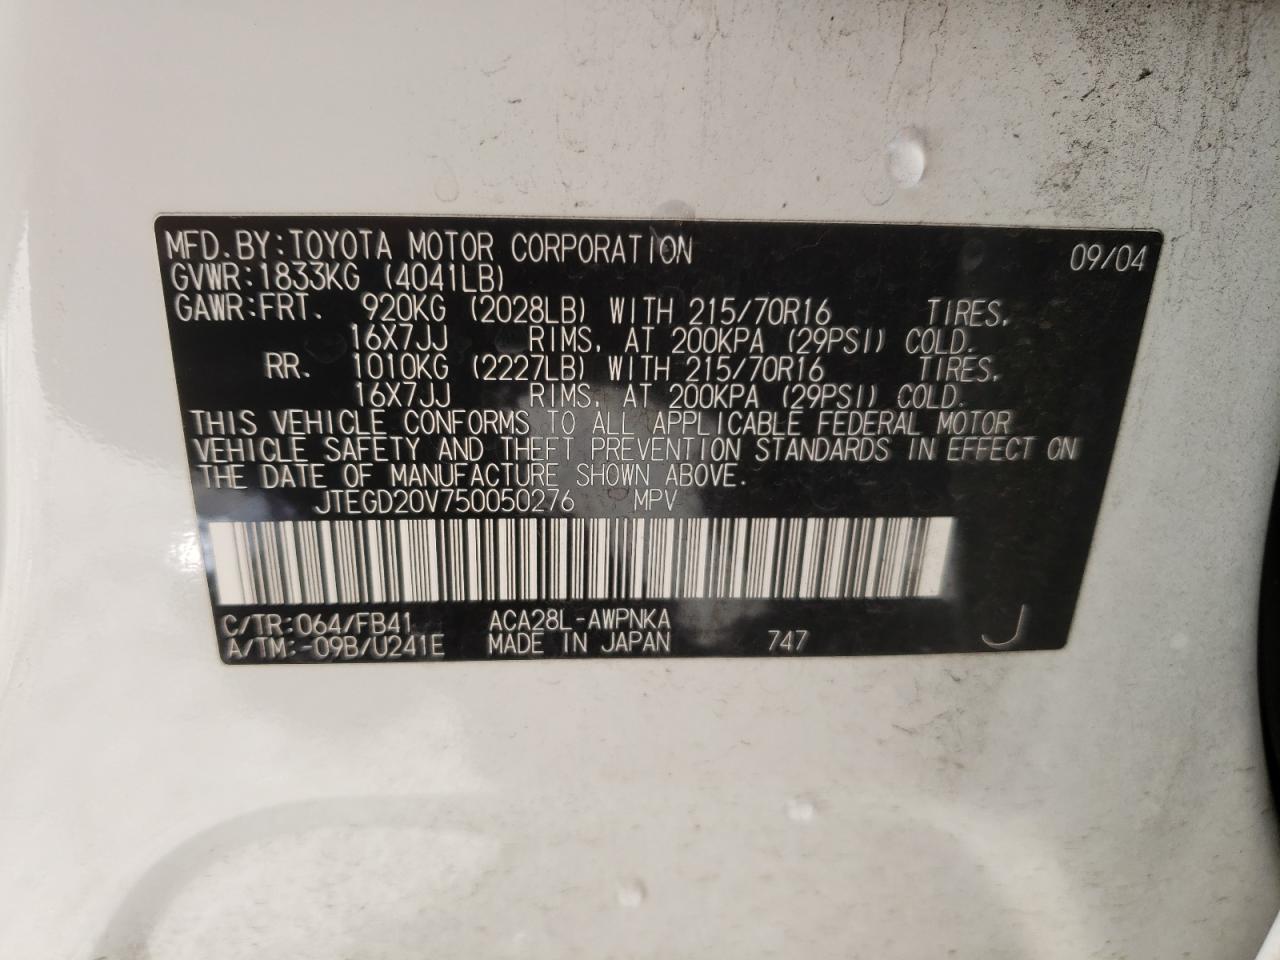 MFD.BY:TOYOTA MOTOR CORPORATION 09/04
GVWR:1833KG (4041LB)
GAWR:FRT. 920KG (2028LB) WITH 215/70R16 TIRES,
16X7JJ RIMS, AT 200KPA (29PSI) COLD.
RR. 1010KG (2227LB) WITH 215/70R16 TIRES,
16X7JJ RIMS, AT 200KPA (29PSI) COLD.
THIS VEHICLE CONFORMS TO ALL APPLICABLE FEDERAL MOTOR
VEHICLE SAFETY AND THEFT PREVENTION STANDARDS IN EFFECT ON
THE DATE OF MANUFACTURE SHOWN ABOVE.
JTEGD20V750050276 MPV
C/TR:064/FB41 ACA28L-AWPNKA
A/TM:-09B/U241E MADE IN JAPAN 747 J